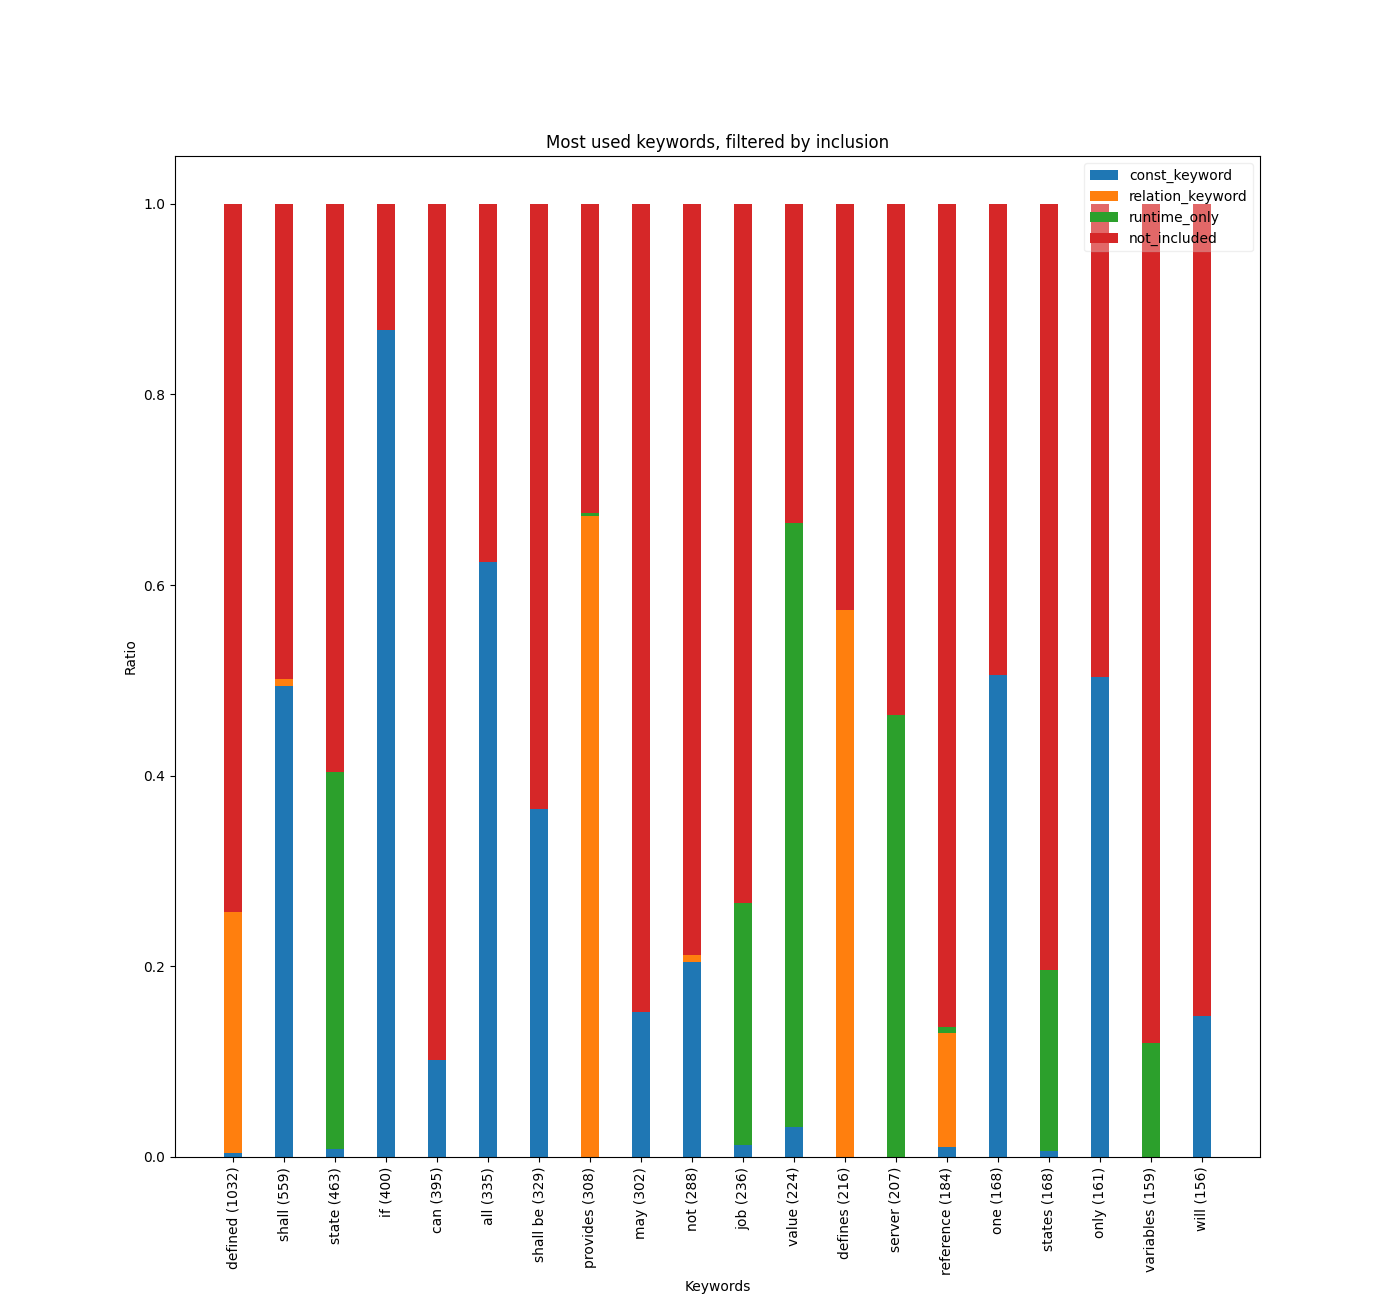 Most used keywords, filtered by inclusion
const_keyword
relation_keyword
runtime_only
not_included
1.0
0.8
0.6
0.4
0.2
0.0
Ratio
defined (1032)
shall (559)
state (463)
if (400)
can (395)
all (335)
shall be (329)
provides (308)
may (302)
not (288)
job (236)
value (224)
defines (216)
server (207)
reference (184)
one (168)
states (168)
only (161)
variables (159)
will (156)
Keywords